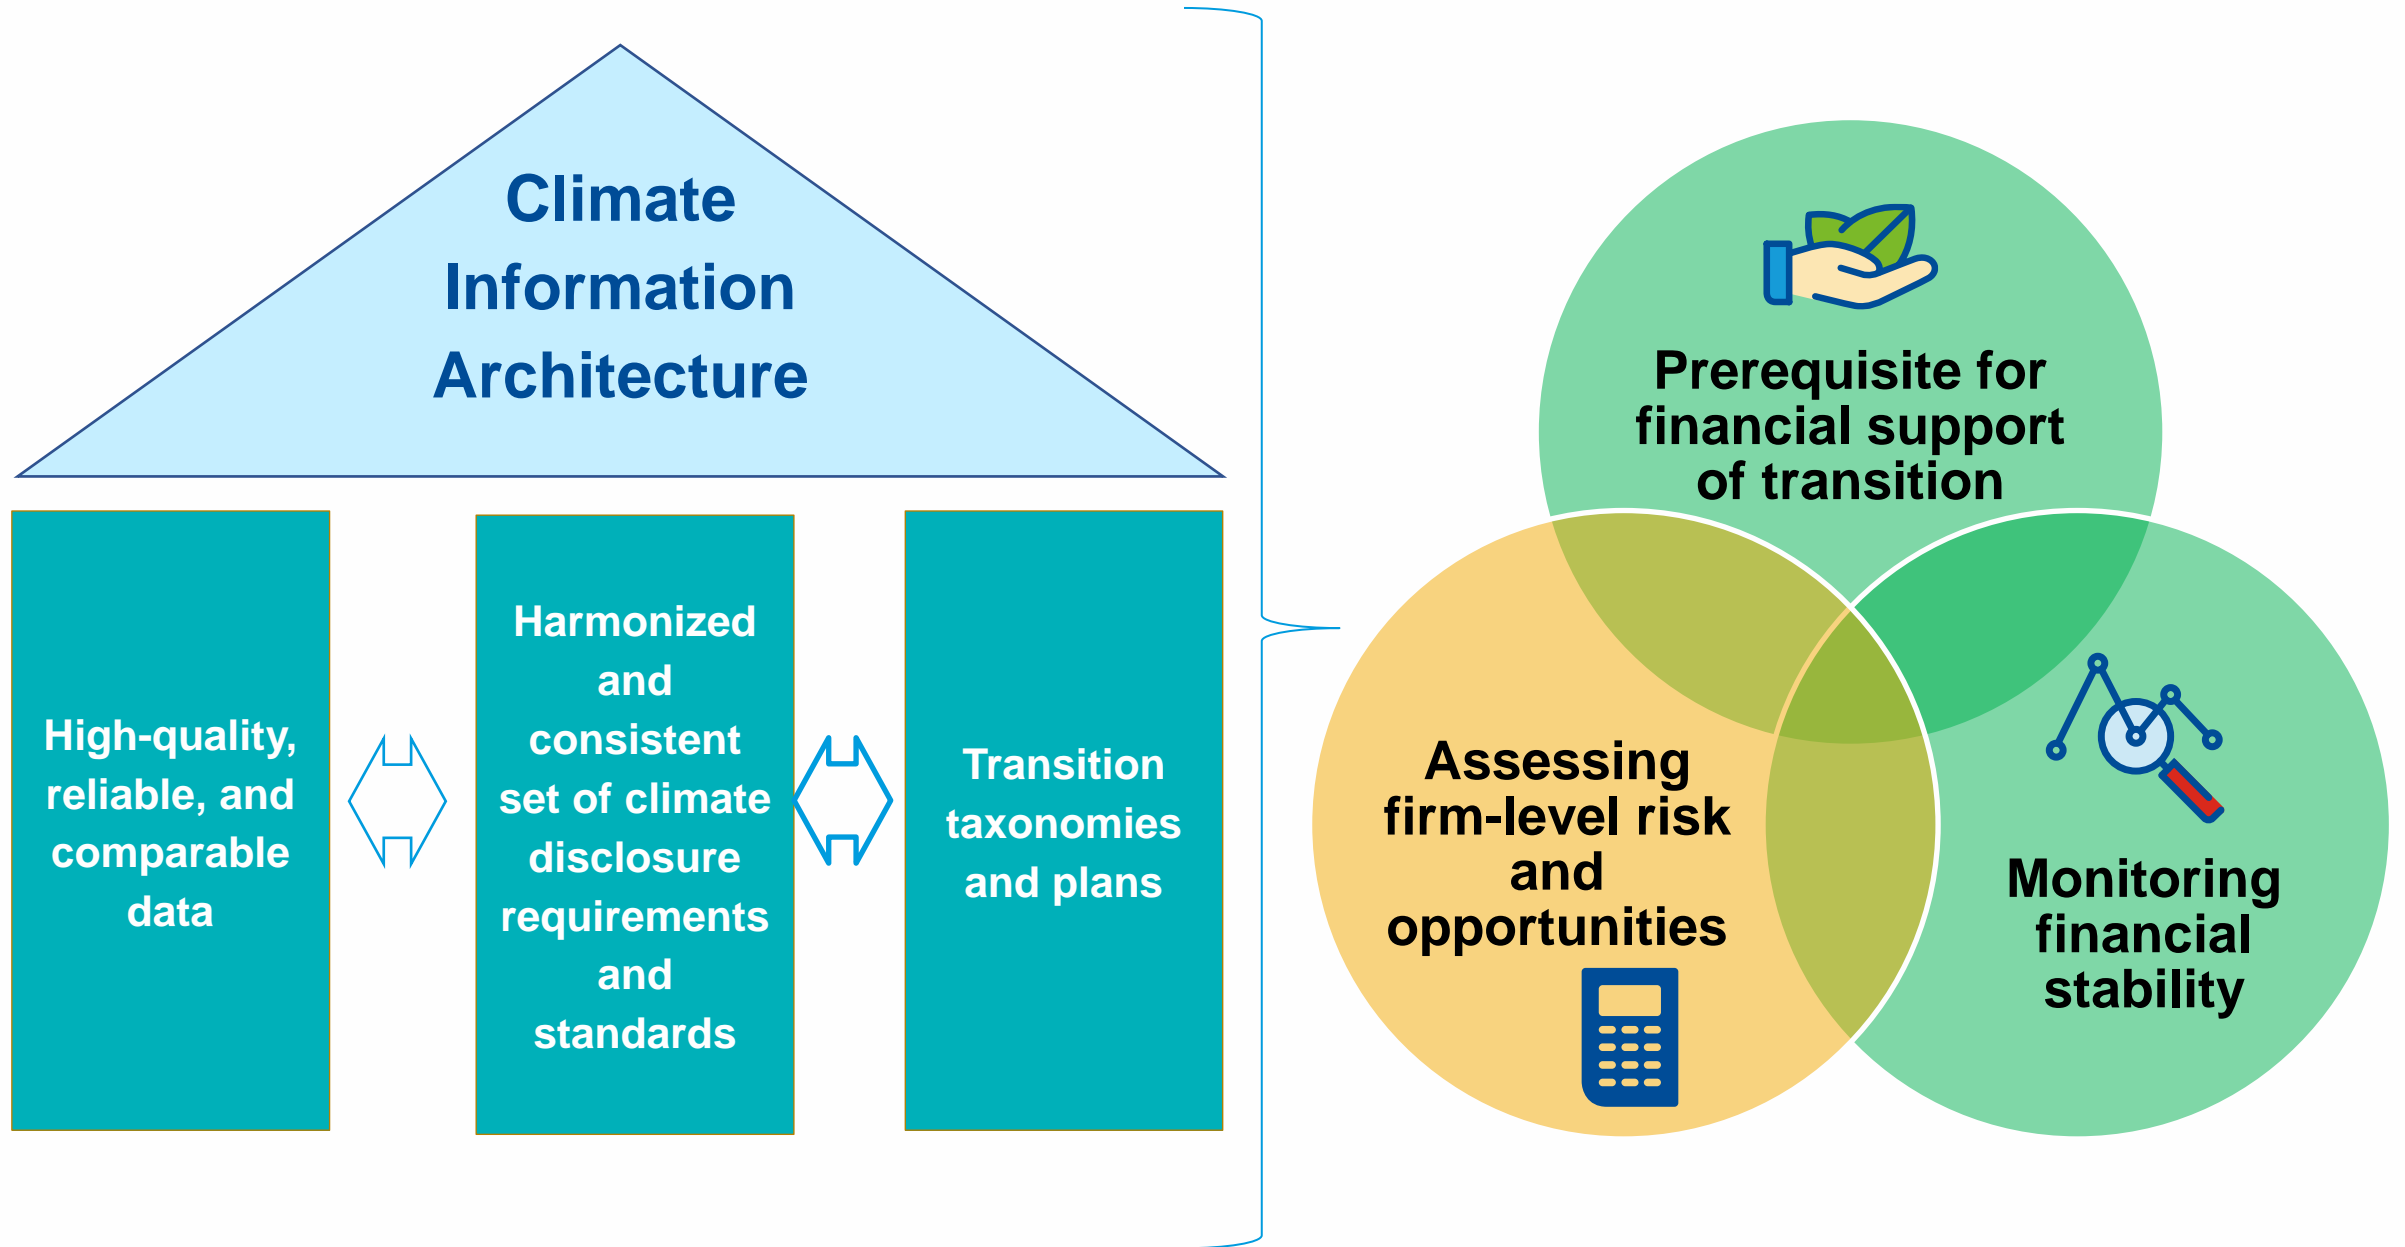 Climate
Information
Architecture
High-quality,
reliable, and
comparable
data
Harmonized
and
consistent
set of climate
disclosure
requirements
and
standards
Transition
taxonomies
and plans
Prerequisite for
financial support
of transition
Assessing
firm-level risk
and
opportunities
Monitoring
financial
stability